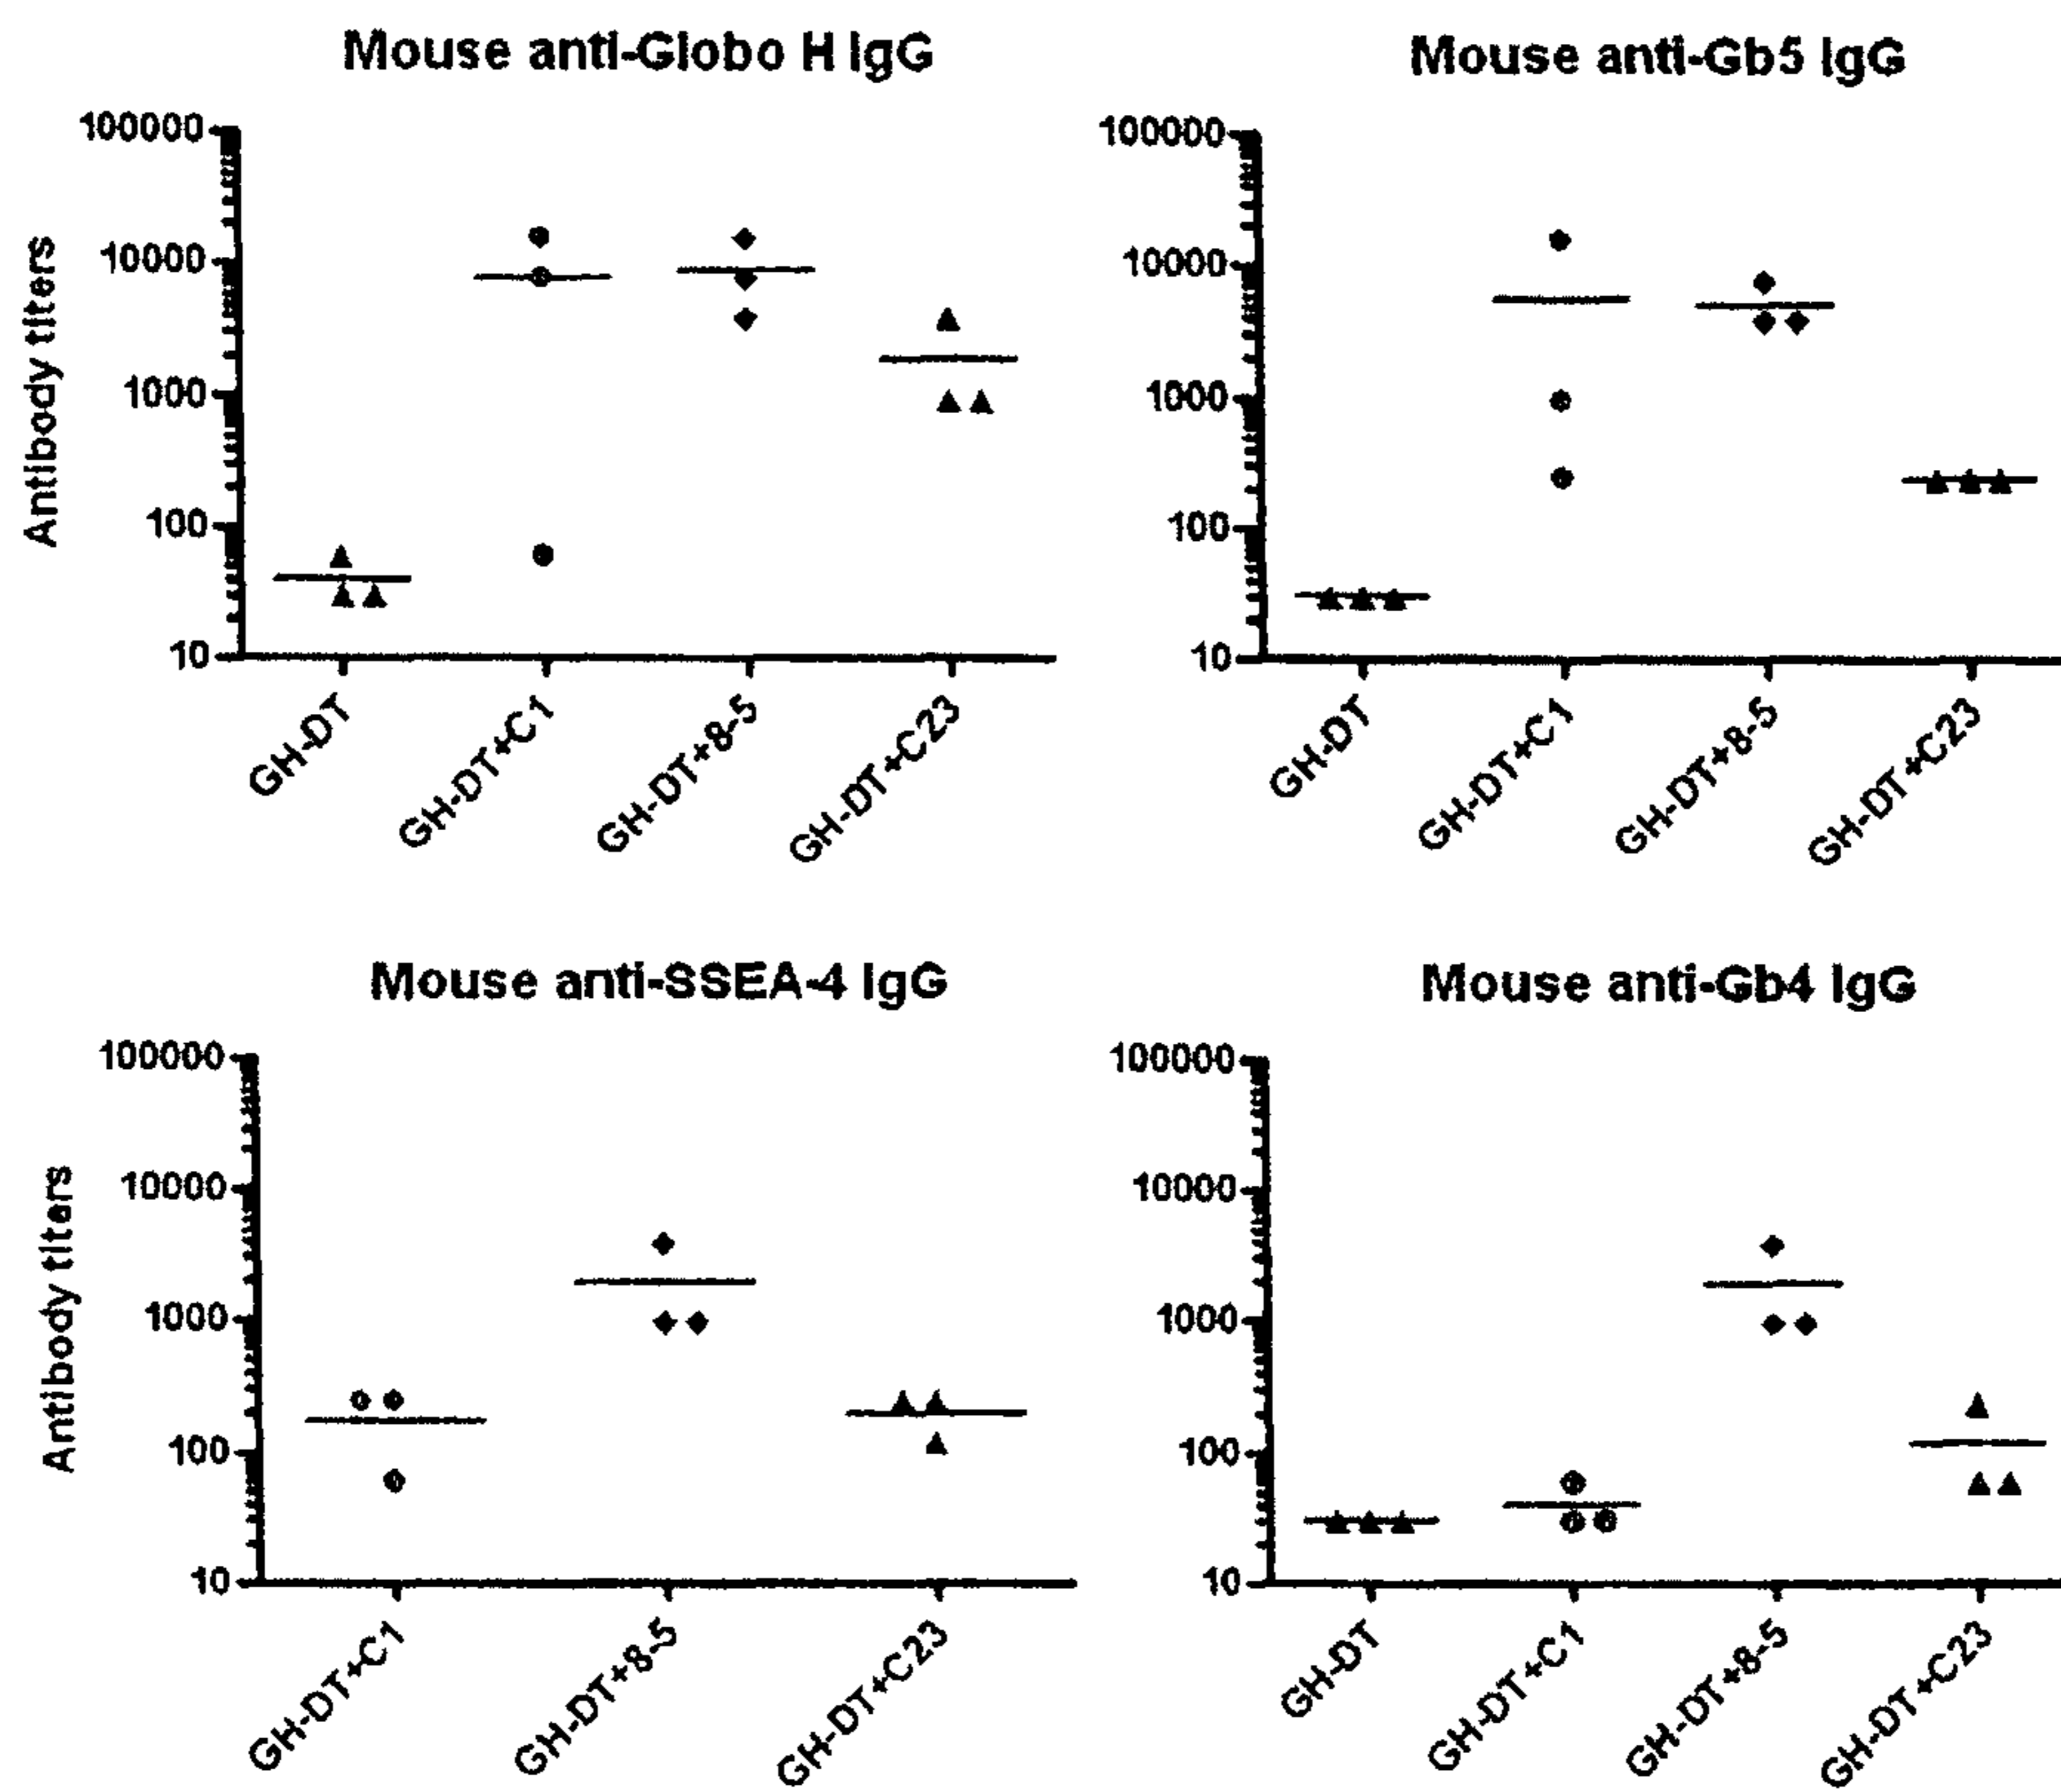 Mouse anti-Globo H IgG
Antibody titers
100000
10000
1000
100
10
GH-DT
GH-DT+C1
GH-DT+8-5
GH-DT+C23
Mouse anti-Gb5 IgG
100000
10000
1000
100
10
GH-DT
GH-DT+C1
GH-DT+8-5
GH-DT+C23
Mouse anti-SSEA-4 IgG
Antibody titers
100000
10000
1000
100
10
GH-DT+C1
GH-DT+8-5
GH-DT+C23
Mouse anti-Gb4 IgG
100000
10000
1000
100
10
GH-DT
GH-DT+C1
GH-DT+8-5
GH-DT+C23